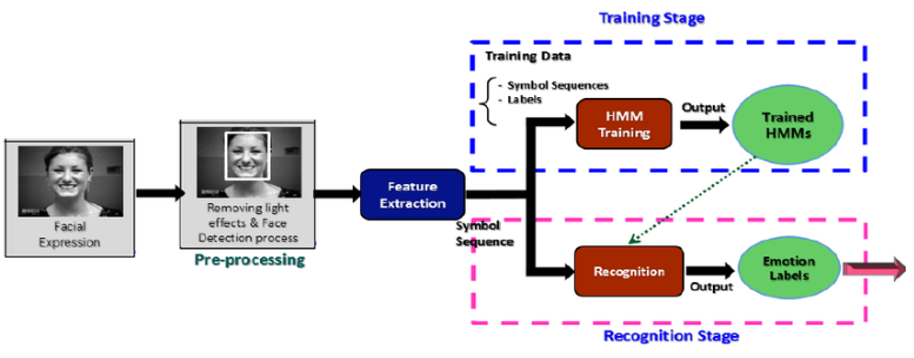 Training Stage
Training Data
- Symbol Sequences
- Labels
HMM
Training
Output
Trained
HMMs
Facial
Expression
Removing light
effects & Face
Detection process
Pre-processing
Feature
Extraction
Symbol
Sequence
Recognition
Output
Emotion
Labels
Recognition Stage